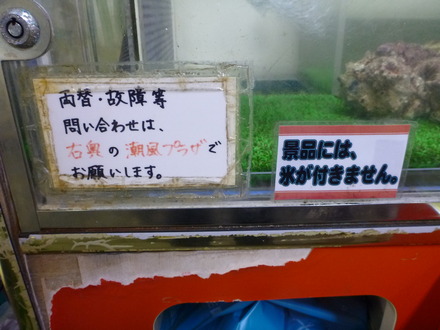 両替・故障等
問い合わせは、
右奥の潮風プラザで
お願いします。
景品には、
氷が付きません。